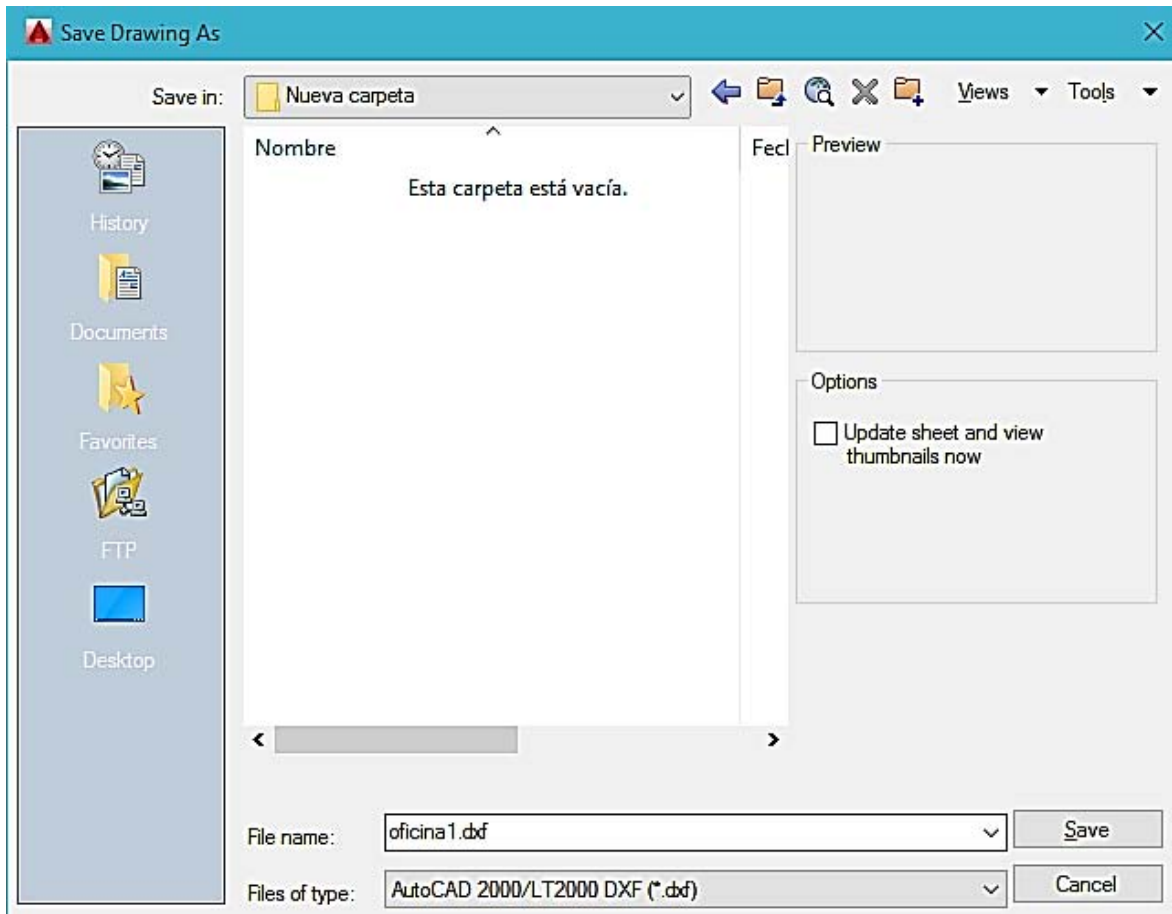 Save Drawing As
Save in:
Nueva carpeta
Views
Tools
History
Documents
Favorites
FTP
Desktop
Nombre
Fecl
Esta carpeta está vacía.
Preview
Options
Update sheet and view
thumbnails now
File name:
oficina1.dxf
Save
Files of type:
AutoCAD 2000/LT2000 DXF (*.dxf)
Cancel